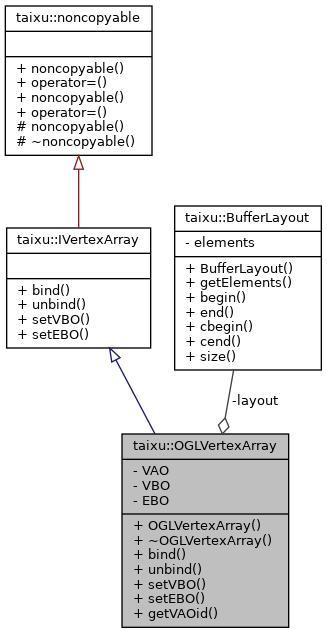 taixu::noncopyable
+ noncopyable()
+ operator=()
+ noncopyable()
+ operator=()
# noncopyable()
# ~noncopyable()
taixu::IVertexArray
+ bind()
+ unbind()
+ setVBO()
+ setEBO()
taixu::BufferLayout
- elements
+ BufferLayout()
+ getElements()
+ begin()
+ end()
+ cbegin()
+ cend()
+ size()
-layout
taixu::OGLVertexArray
- VAO
- VBO
- EBO
+ OGLVertexArray()
+ ~OGLVertexArray()
+ bind()
+ unbind()
+ setVBO()
+ setEBO()
+ getVAOid()